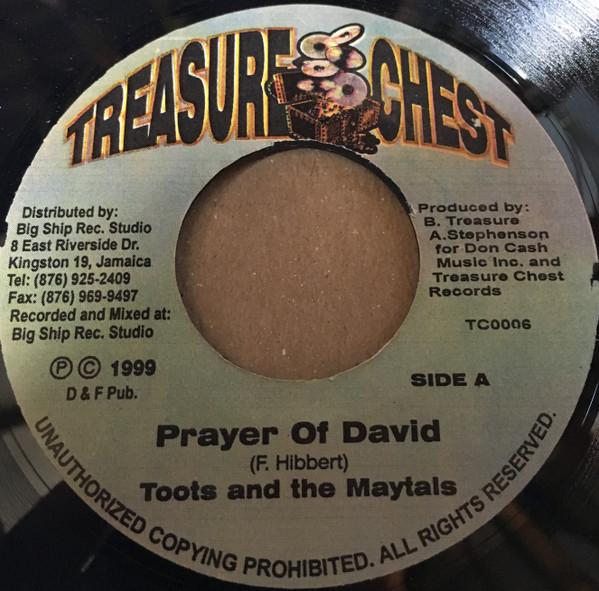 TREASURE CHEST
Distributed by:
Big Ship Rec. Studio
8 East Riverside Dr.
Kingston 19, Jamaica
Tel: (876) 925-2409
Fax: (876) 969-9497
Recorded and Mixed at:
Big Ship Rec. Studio
Ⓟ © 1999
D & F Pub.
Produced by:
B. Treasure
A.Stephenson
for Don Cash
Music Inc. and
Treasure Chest
Records
TC0006
SIDE A
Prayer Of David
(F. Hibbert)
Toots and the Maytals
UNAUTHORIZED COPYING PROHIBITED. ALL RIGHTS RESERVED.